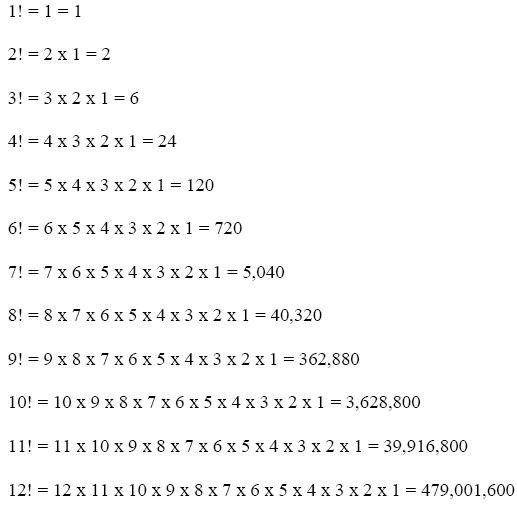 1! = 1 = 1
2! = 2 x 1 = 2
3! = 3 x 2 x 1 = 6
4! = 4 x 3 x 2 x 1 = 24
5! = 5 x 4 x 3 x 2 x 1 = 120
6! = 6 x 5 x 4 x 3 x 2 x 1 = 720
7! = 7 x 6 x 5 x 4 x 3 x 2 x 1 = 5,040
8! = 8 x 7 x 6 x 5 x 4 x 3 x 2 x 1 = 40,320
9! = 9 x 8 x 7 x 6 x 5 x 4 x 3 x 2 x 1 = 362,880
10! = 10 x 9 x 8 x 7 x 6 x 5 x 4 x 3 x 2 x 1 = 3,628,800
11! = 11 x 10 x 9 x 8 x 7 x 6 x 5 x 4 x 3 x 2 x 1 = 39,916,800
12! = 12 x 11 x 10 x 9 x 8 x 7 x 6 x 5 x 4 x 3 x 2 x 1 = 479,001,600